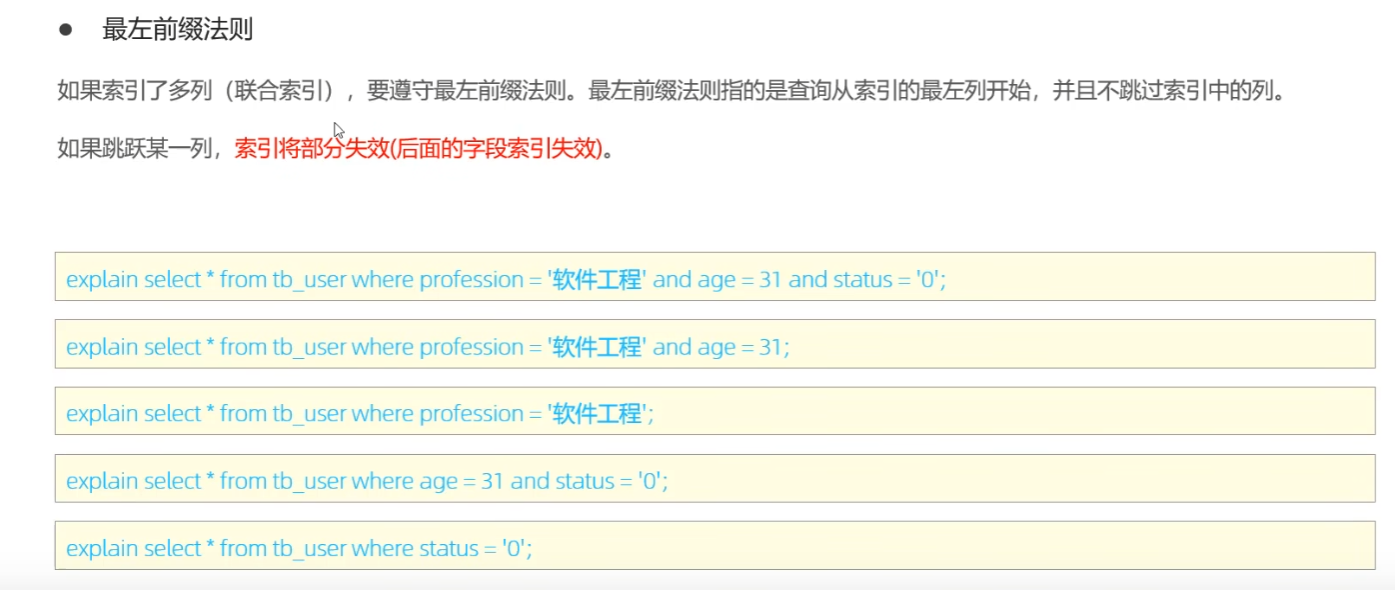 ● 最左前缀法则
如果索引了多列（联合索引），要遵守最左前缀法则。最左前缀法则指的是查询从索引的最左列开始，并且不跳过索引中的列。
如果跳跃某一列，索引将部分失效(后面的字段索引失效)。
explain select * from tb_user where profession = '软件工程' and age = 31 and status = '0';
explain select * from tb_user where profession = '软件工程' and age = 31;
explain select * from tb_user where profession = '软件工程';
explain select * from tb_user where age = 31 and status = '0';
explain select * from tb_user where status = '0';